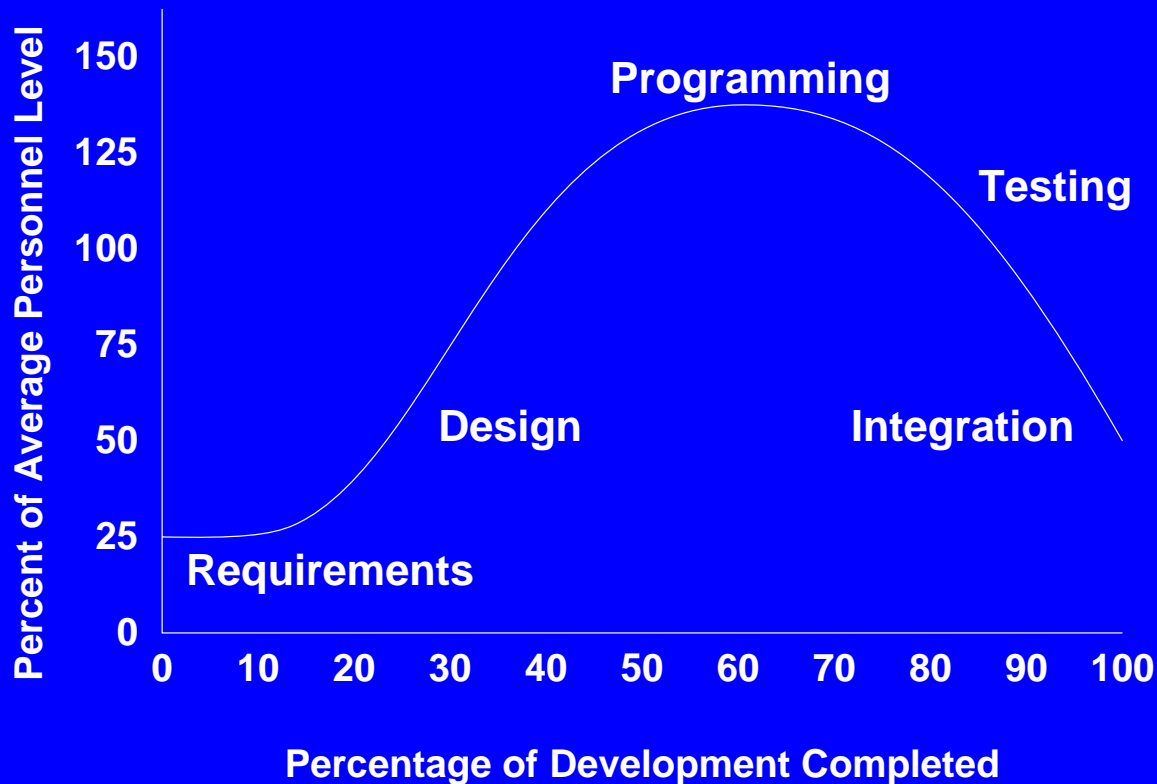 Percent of Average Personnel Level
150
125
100
75
50
25
0
Programming
Testing
Design
Integration
Requirements
0 10 20 30 40 50 60 70 80 90 100
Percentage of Development Completed